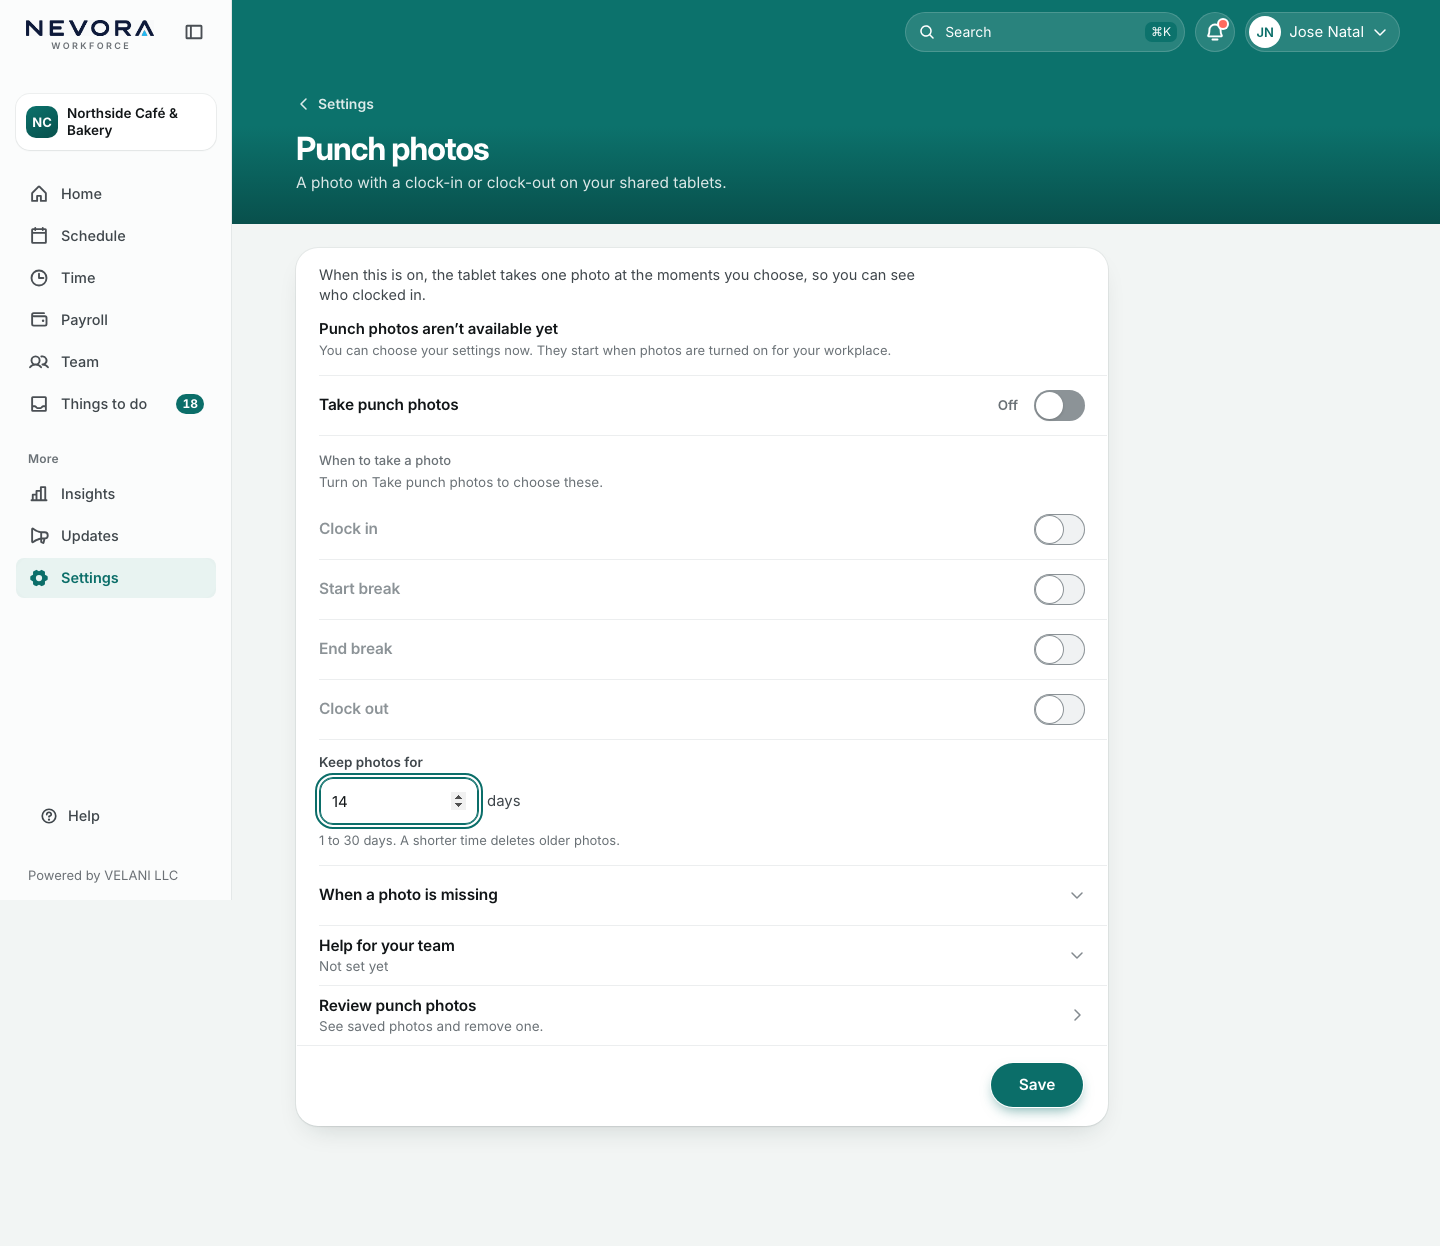 NEVORA
WORKFORCE
NC
Northside Café &
Bakery
Home
Schedule
Time
Payroll
Team
Things to do
18
More
Insights
Updates
Settings
Help
Powered by VELANI LLC
Search
⌘K
JN
Jose Natal
Settings
Punch photos
A photo with a clock-in or clock-out on your shared tablets.
When this is on, the tablet takes one photo at the moments you choose, so you can see
who clocked in.
Punch photos aren’t available yet
You can choose your settings now. They start when photos are turned on for your workplace.
Take punch photos
Off
When to take a photo
Turn on Take punch photos to choose these.
Clock in
Start break
End break
Clock out
Keep photos for
14
days
1 to 30 days. A shorter time deletes older photos.
When a photo is missing
Help for your team
Not set yet
Review punch photos
See saved photos and remove one.
Save